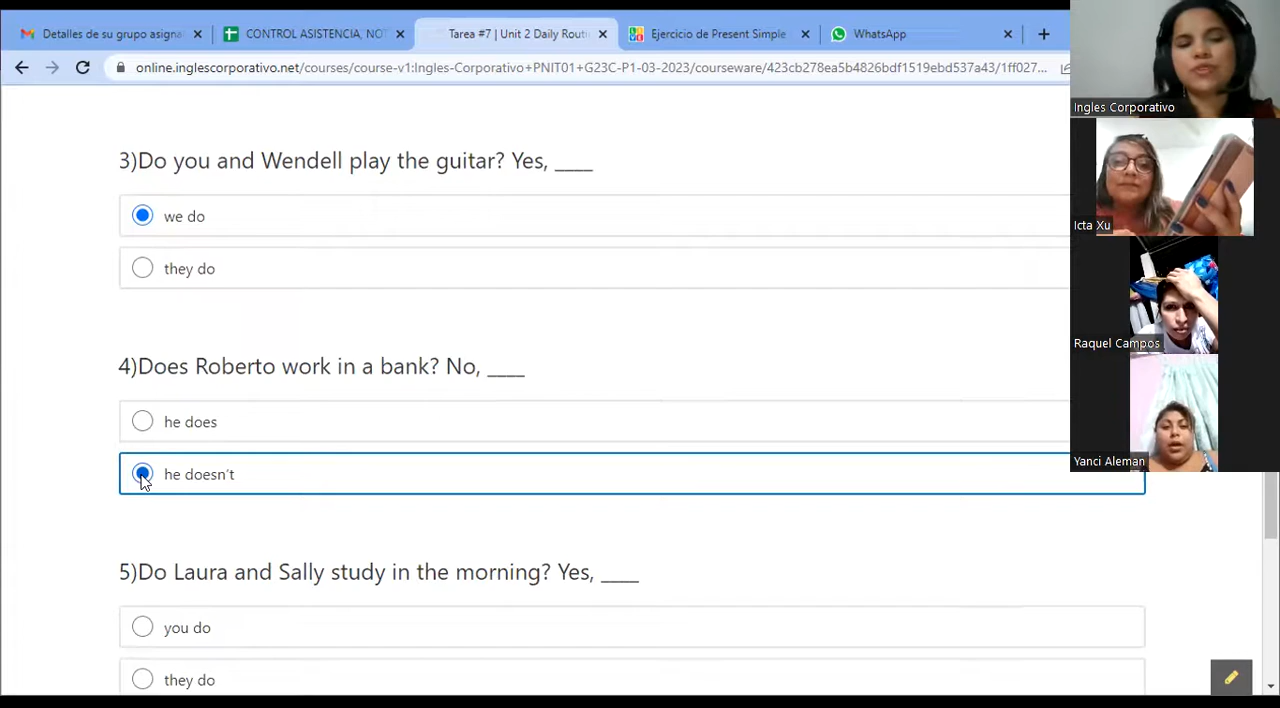 Detalles de su grupo asigna
CONTROL ASISTENCIA, NOT
Tarea #7 | Unit 2 Daily Routi
Ejercicio de Present Simple
WhatsApp
online.inglescorporativo.net/courses/course-v1:Ingles-Corporativo+PNIT01+G23C-P1-03-2023/courseware/423cb278ea5b4826bdf1519ebd537a43/1ff027...
Ingles Corporativo
Icta Xu
Raquel Campos
Yanci Aleman
3)Do you and Wendell play the guitar? Yes, ____
we do
they do
4)Does Roberto work in a bank? No, ____
he does
he doesn't
5)Do Laura and Sally study in the morning? Yes, ____
you do
they do